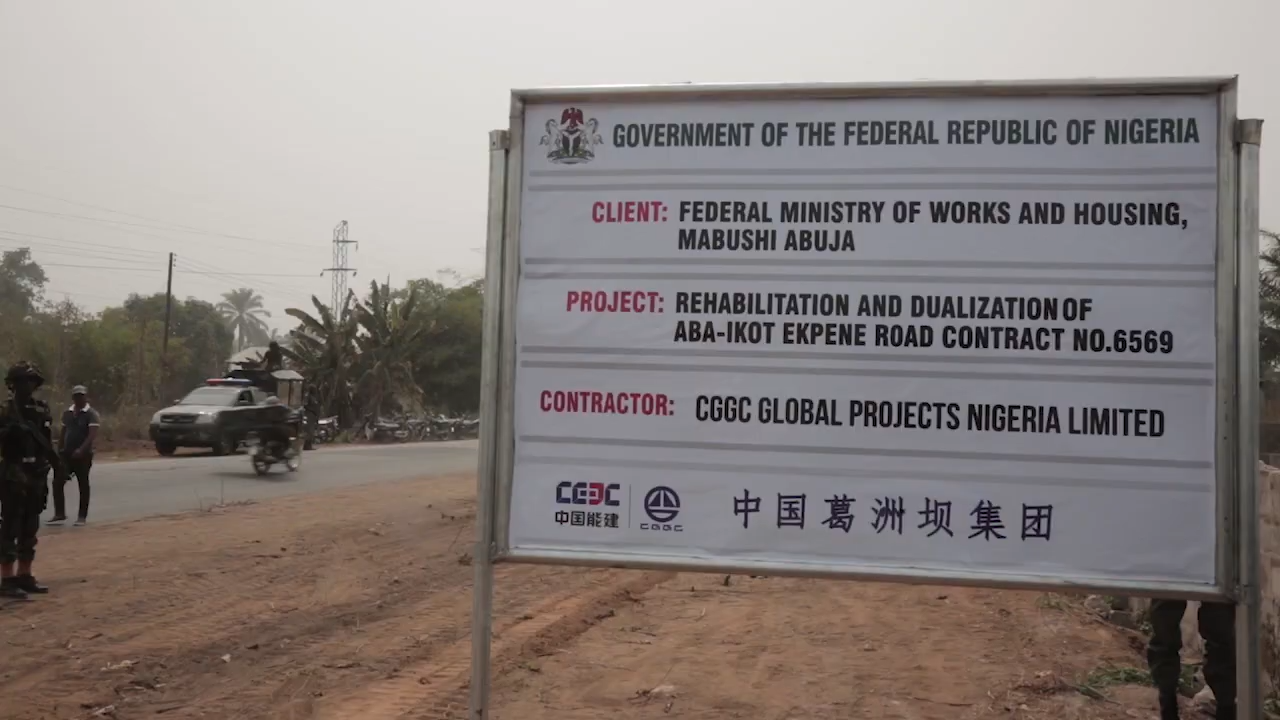 GOVERNMENT OF THE FEDERAL REPUBLIC OF NIGERIA
CLIENT: FEDERAL MINISTRY OF WORKS AND HOUSING,
MABUSHI ABUJA
PROJECT: REHABILITATION AND DUALIZATION OF
ABA-IKOT EKPENE ROAD CONTRACT NO.6569
CONTRACTOR: CGGC GLOBAL PROJECTS NIGERIA LIMITED
CEEC
中国能建
CGGC
中国葛洲坝集团